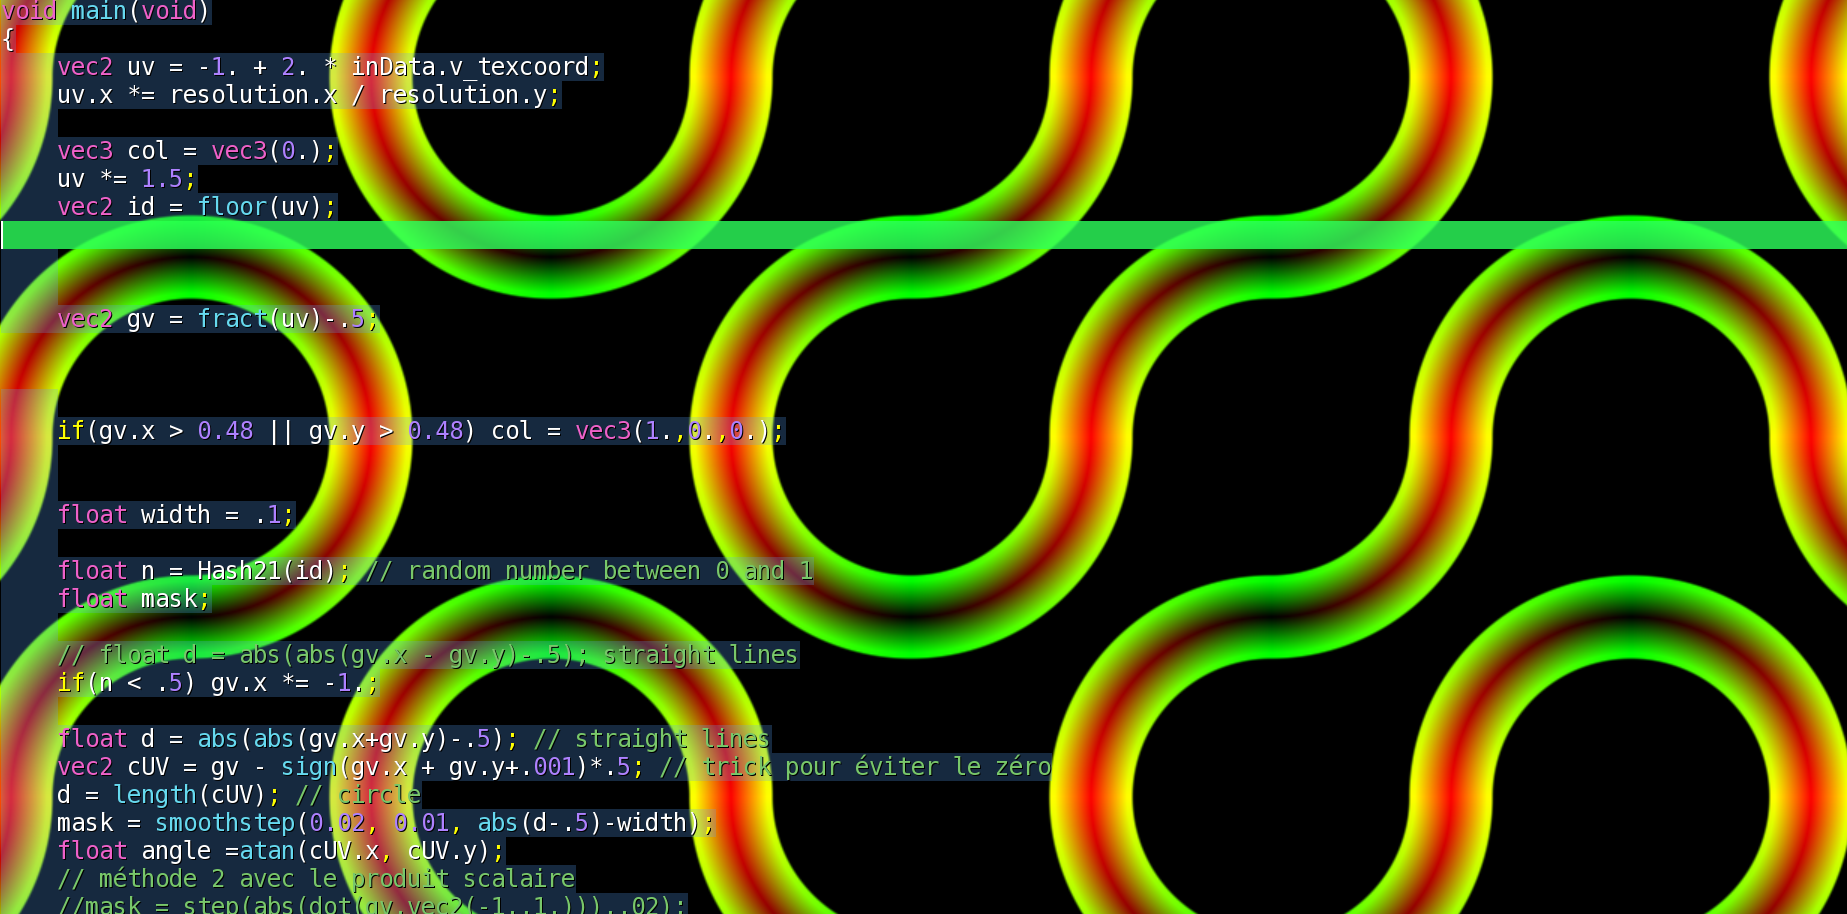 void main(void)
{
vec2 uv = -1. + 2. * inData.v_texcoord;
uv.x *= resolution.x / resolution.y;
vec3 col = vec3(0.);
uv *= 1.5;
vec2 id = floor(uv);
vec2 gv = fract(uv)-.5;
if(gv.x > 0.48 || gv.y > 0.48) col = vec3(1.,0.,0.);
float width = .1;
float n = Hash21(id); // random number between 0 and 1
float mask;
// float d = abs(abs(gv.x - gv.y)-.5); straight lines
if(n < .5) gv.x *= -1.;
float d = abs(abs(gv.x+gv.y)-.5); // straight lines
vec2 cUV = gv - sign(gv.x + gv.y+.001)*.5; // trick pour éviter le zéro
d = length(cUV); // circle
mask = smoothstep(0.02, 0.01, abs(d-.5)-width);
float angle =atan(cUV.x, cUV.y);
// méthode 2 avec le produit scalaire
//mask = step(abs(dot(gv,vec2(-1.,1.))),.02);